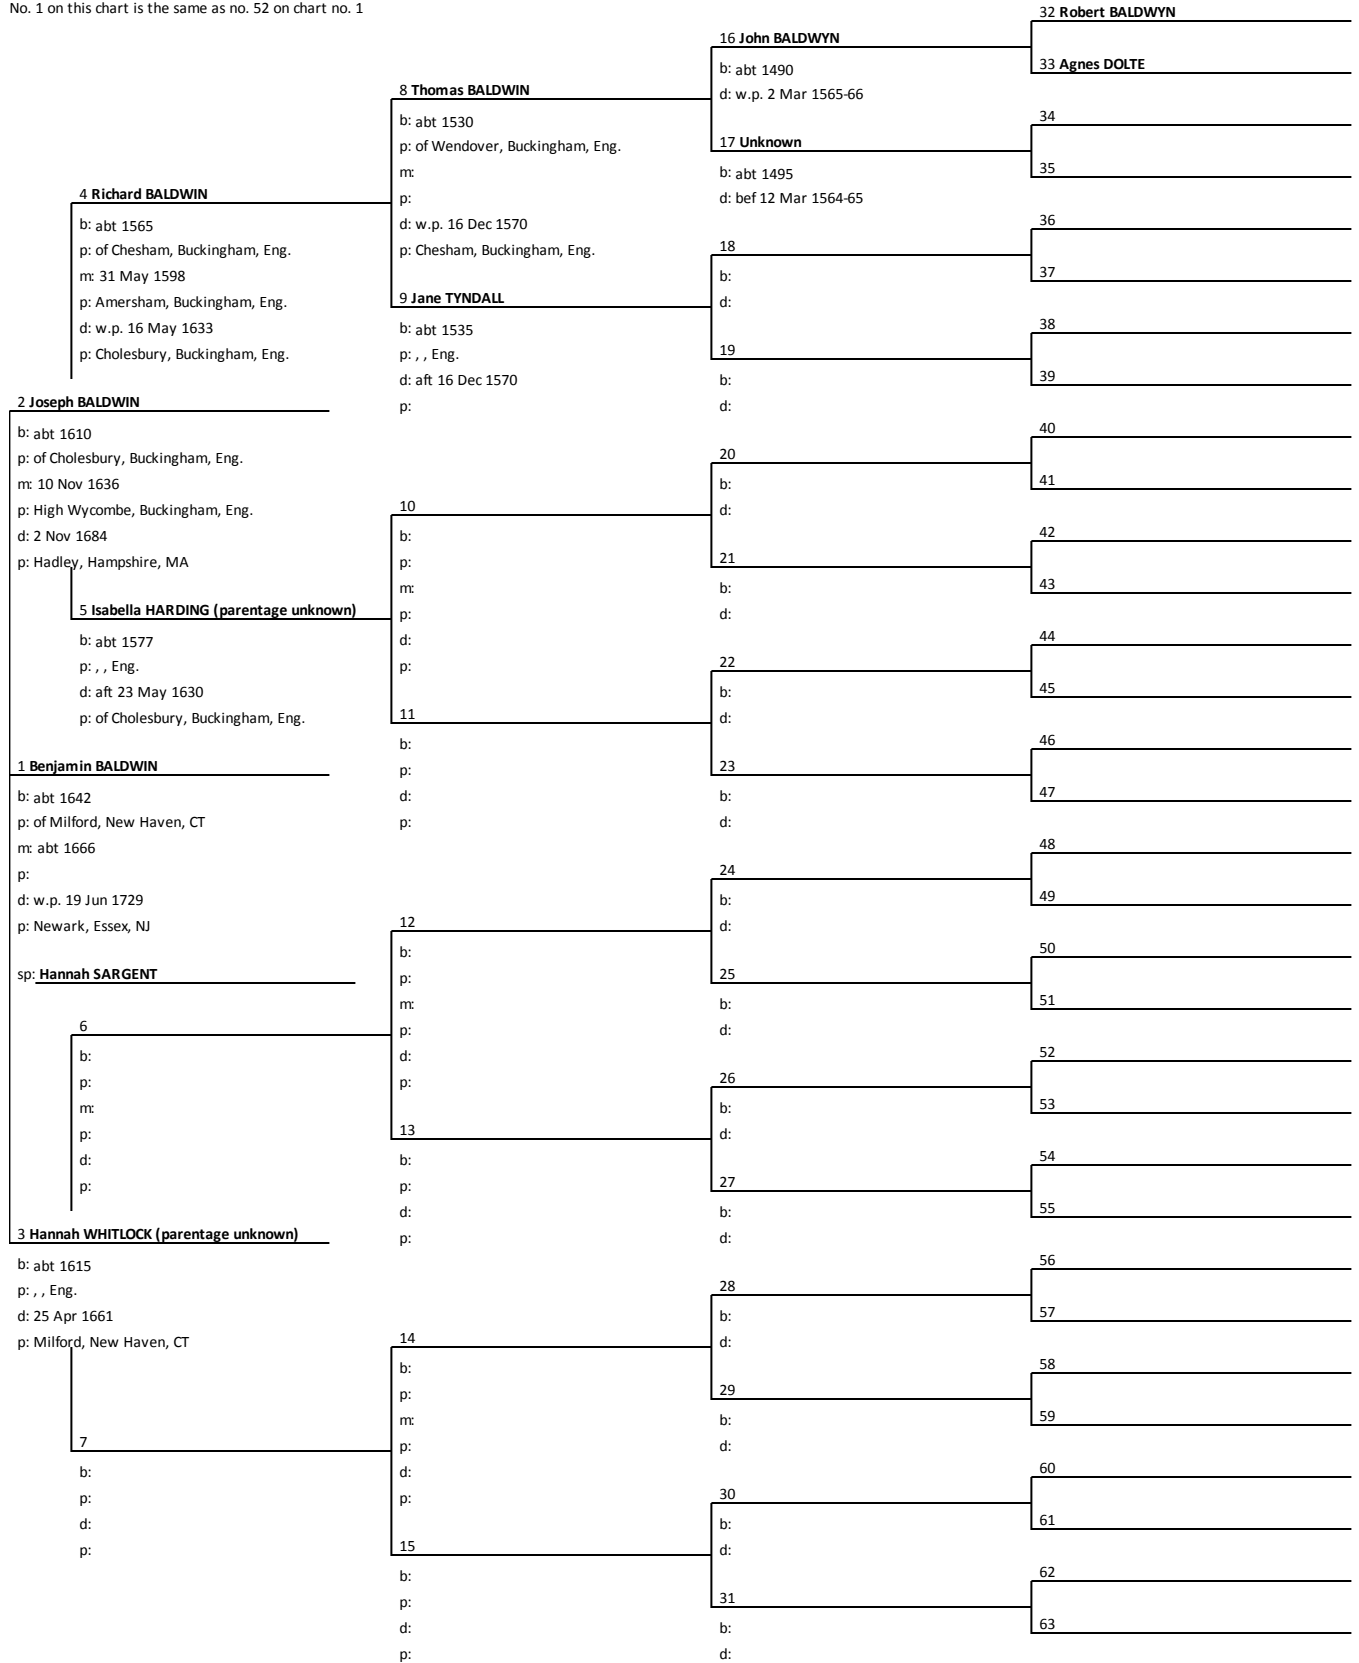 No. 1 on this chart is the same as no. 52 on chart no. 1
32 Robert BALDWYN
16 John BALDWYN
b: abt 1490
33 Agnes DOLTE
8 Thomas BALDWIN
d: w.p. 2 Mar 1565-66
b: abt 1530
34
p: of Wendover, Buckingham, Eng.
17 Unknown
m:
b: abt 1495
35
4 Richard BALDWIN
p:
d: bef 12 Mar 1564-65
b: abt 1565
d: w.p. 16 Dec 1570
36
p: of Chesham, Buckingham, Eng.
p: Chesham, Buckingham, Eng.
18
m: 31 May 1598
b:
37
p: Amersham, Buckingham, Eng.
9 Jane TYNDALL
d:
d: w.p. 16 May 1633
b: abt 1535
38
p: Cholesbury, Buckingham, Eng.
p: , , Eng.
19
d: aft 16 Dec 1570
b:
39
2 Joseph BALDWIN
p:
d:
b: abt 1610
40
p: of Cholesbury, Buckingham, Eng.
20
m: 10 Nov 1636
b:
41
p: High Wycombe, Buckingham, Eng.
10
d:
d: 2 Nov 1684
b:
42
p: Hadley, Hampshire, MA
p:
21
m:
b:
43
5 Isabella HARDING (parentage unknown)
p:
d:
b: abt 1577
d:
44
p: , , Eng.
p:
22
d: aft 23 May 1630
b:
45
p: of Cholesbury, Buckingham, Eng.
11
d:
b:
46
1 Benjamin BALDWIN
p:
23
b: abt 1642
d:
b:
47
p: of Milford, New Haven, CT
p:
d:
m: abt 1666
48
p:
24
d: w.p. 19 Jun 1729
b:
49
p: Newark, Essex, NJ
12
d:
b:
50
sp: Hannah SARGENT
p:
25
m:
b:
51
6
p:
d:
b:
d:
52
p:
p:
26
m:
b:
53
p:
13
d:
d:
b:
54
p:
p:
27
d:
b:
55
3 Hannah WHITLOCK (parentage unknown)
p:
d:
b: abt 1615
56
p: , , Eng.
28
d: 25 Apr 1661
b:
57
p: Milford, New Haven, CT
14
d:
b:
58
p:
29
m:
b:
59
7
p:
d:
b:
d:
60
p:
p:
30
d:
b:
61
p:
15
d:
b:
62
p:
31
d:
b:
63
p:
d: